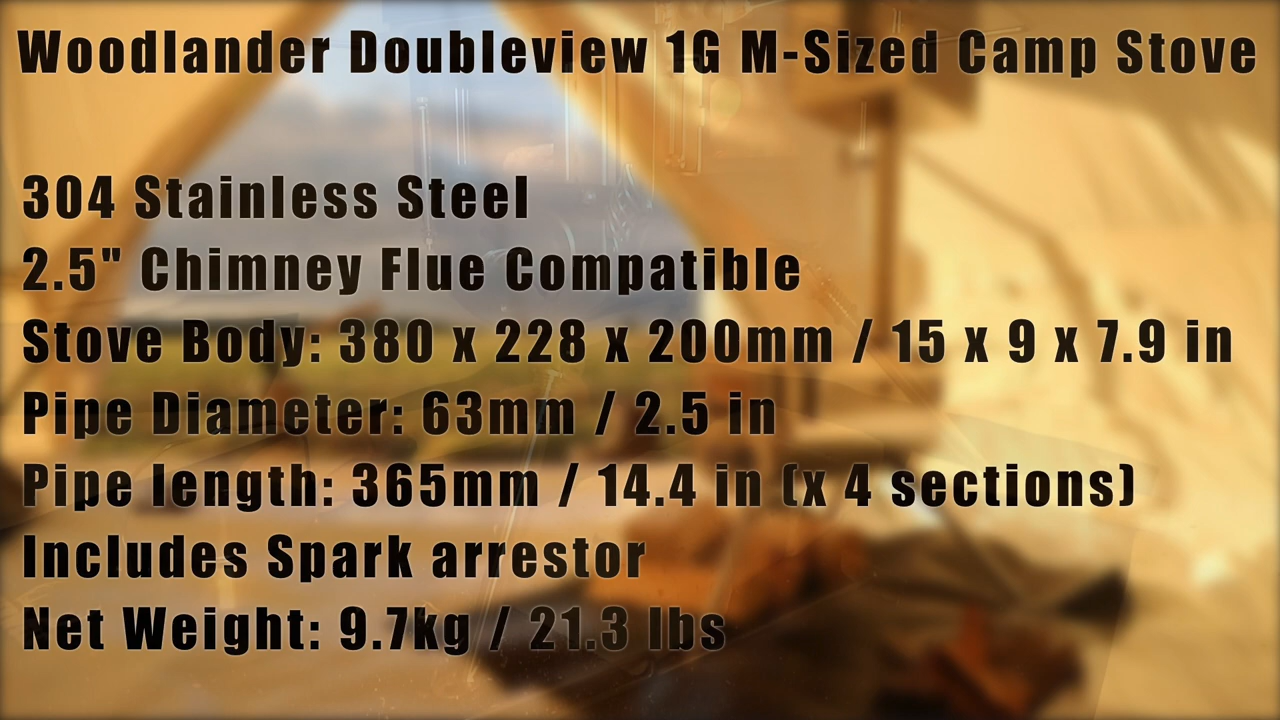 Woodlander Doubleview 1G M-Sized Camp Stove
304 Stainless Steel
2.5" Chimney Flue Compatible
Stove Body: 380 x 228 x 200mm / 15 x 9 x 7.9 in
Pipe Diameter: 63mm / 2.5 in
Pipe length: 365mm / 14.4 in (x 4 sections)
Includes Spark arrestor
Net Weight: 9.7kg / 21.3 lbs